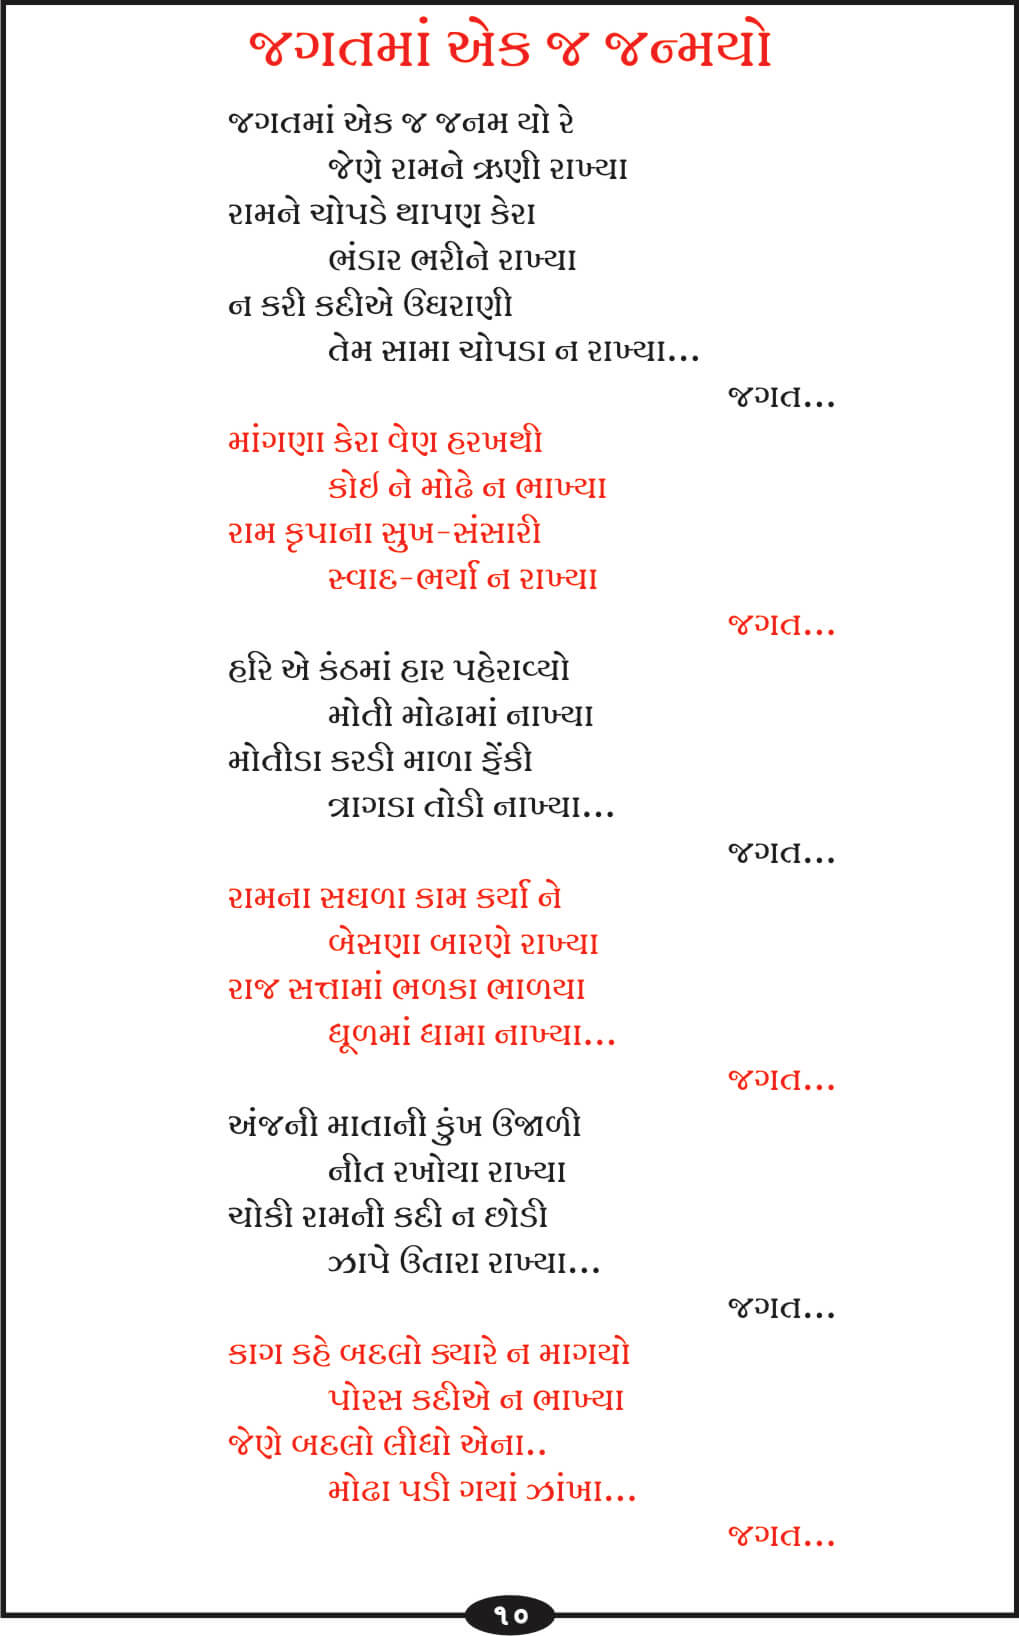 જગતમાં એક જ જન્મયો
જગતમાં એક જ જનમ યો રે
જેણે રામને ઋણી રાખ્યા
રામને ચોપડે થાપણ કેરા
ભંડાર ભરીને રાખ્યા
ન કરી કદીએ ઉઘરાણી
તેમ સામા ચોપડા ન રાખ્યા...
જગત...
માંગણા કેરા વેણ હરખથી
કોઈ ને મોઢે ન ભાખ્યા
રામ કૃપાના સુખ-સંસારી
સ્વાદ-ભર્યા ન રાખ્યા
જગત...
હરિ એ કંઠમાં હાર પહેરાવ્યો
મોતી મોઢામાં નાખ્યા
મોતીડા કરડી માળા ફેંકી
ત્રાગડા તોડી નાખ્યા...
જગત...
રામના સઘળા કામ કર્યા ને
બેસણા બારણે રાખ્યા
રાજ સત્તામાં ભળકા ભાળયા
ધૂળમાં ધામા નાખ્યા...
જગત...
અંજની માતાની કુંખ ઉજાળી
નીત રખોયા રાખ્યા
ચોકી રામની કદી ન છોડી
ઝાપે ઉતારા રાખ્યા...
જગત...
કાગ કહે બદલો ક્યારે ન માગયો
પોરસ કદીએ ન ભાખ્યા
જેણે બદલો લીધો એના..
મોઢા પડી ગયાં ઝાંખા...
જગત...
૧૦